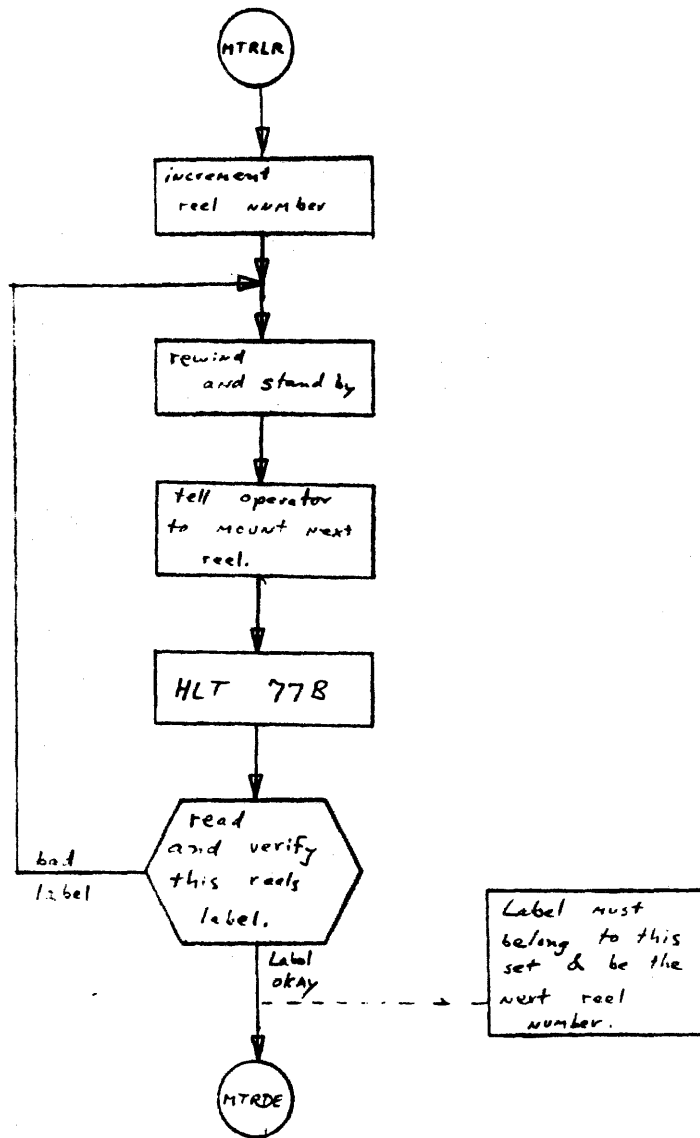 MTRLR
increment
reel number
rewind
and stand by
tell operator
to mount next
reel.
HLT 77B
read
and verify
this reels
label.
bad
label
Label
okay
Label must
belong to this
set & be the
next reel
number.
MTRDE